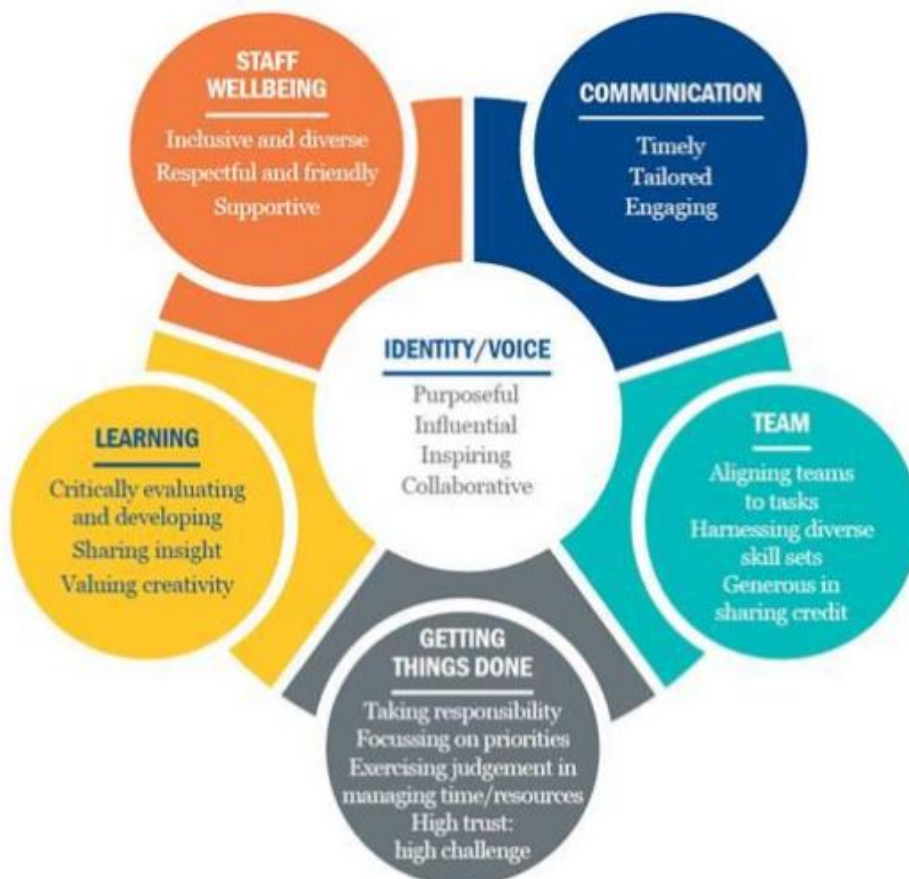 STAFF
WELLBEING
Inclusive and diverse
Respectful and friendly
Supportive
COMMUNICATION
Timely
Tailored
Engaging
IDENTITY/VOICE
Purposeful
Influential
Inspiring
Collaborative
LEARNING
Critically evaluating
and developing
Sharing insight
Valuing creativity
TEAM
Aligning teams
to tasks
Harnessing diverse
skill sets
Generous in
sharing credit
GETTING
THINGS DONE
Taking responsibility
Focussing on priorities
Exercising judgement in
managing time/resources
High trust:
high challenge